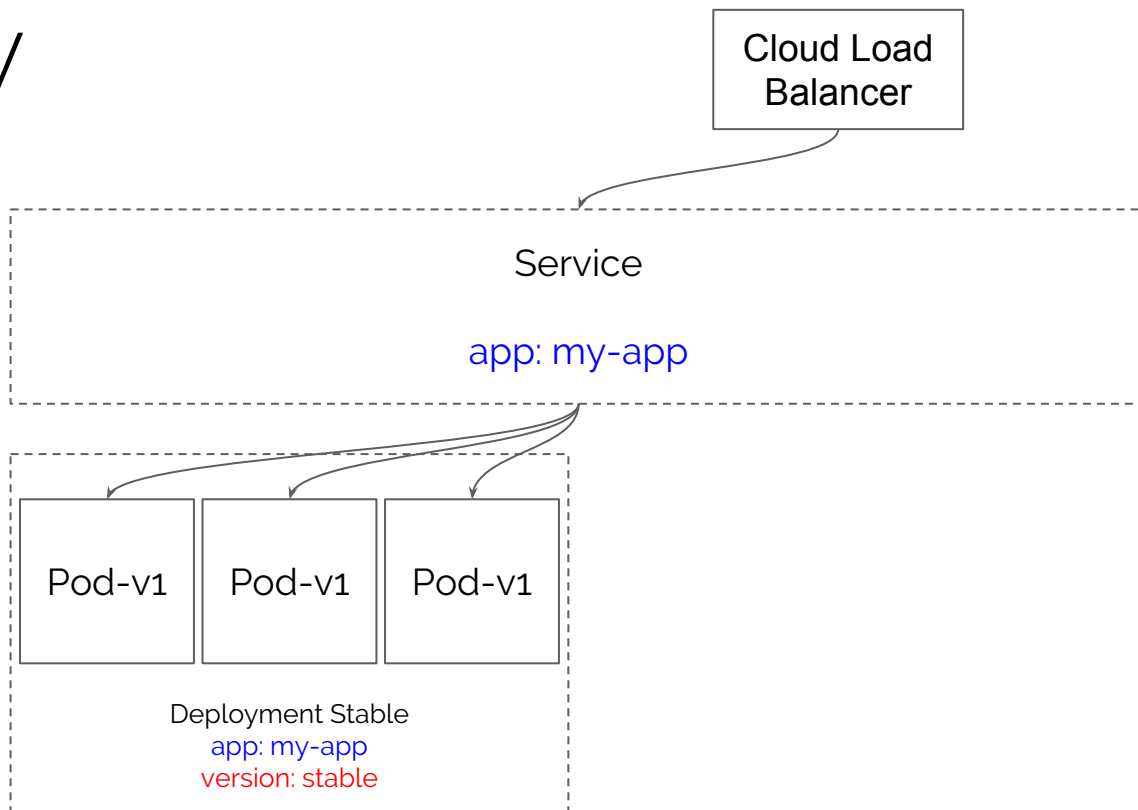 Cloud Load
Balancer
Service
app: my-app
Pod-v1
Pod-v1
Pod-v1
Deployment Stable
app: my-app
version: stable